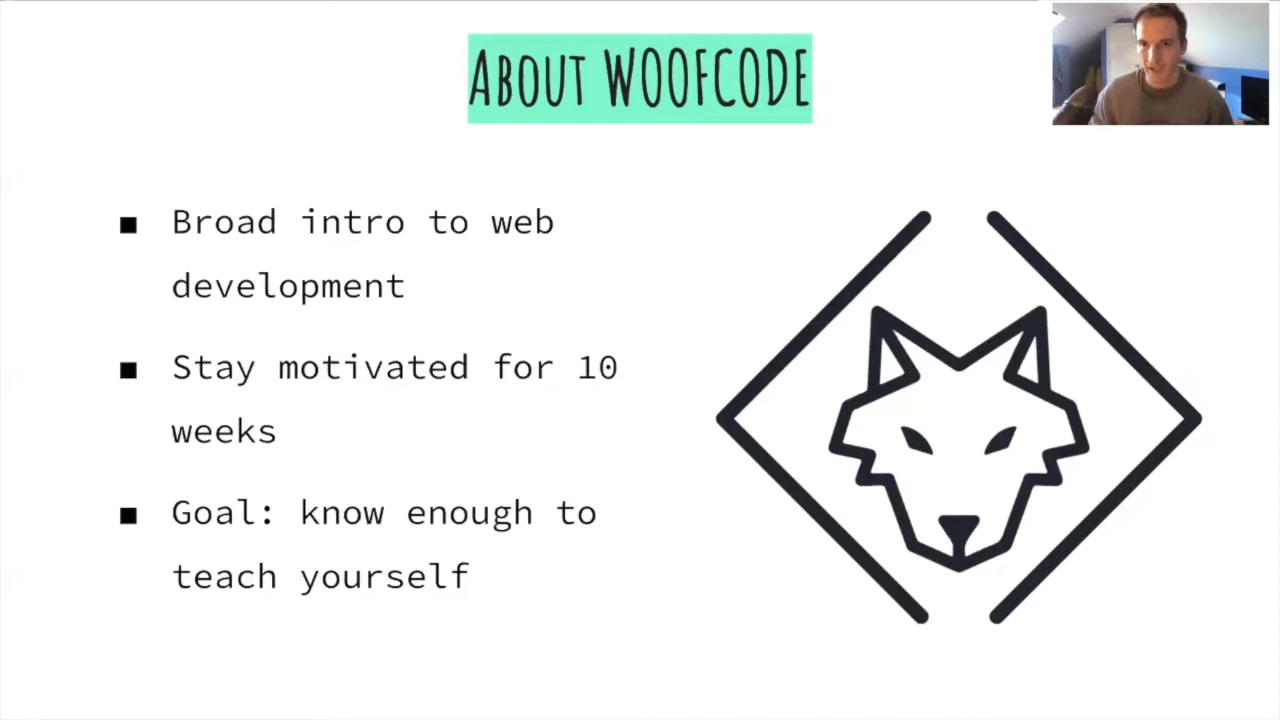 About WOOFCODE
■ Broad intro to web
development
■ Stay motivated for 10
weeks
■ Goal: know enough to
teach yourself